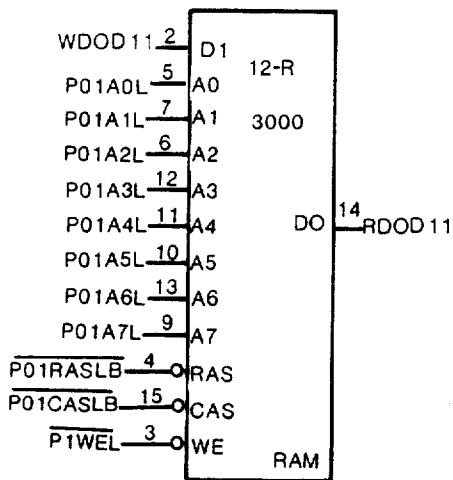 WDOD11 2 D1
12-R
P01A0L 5 A0
P01A1L 7 A1
3000
P01A2L 6 A2
P01A3L 12 A3
P01A4L 11 A4
DO 14 RDOD11
P01A5L 10 A5
P01A6L 13 A6
P01A7L 9 A7
P01RASLB 4 RAS
P01CASLB 15 CAS
P1WEL 3 WE
RAM